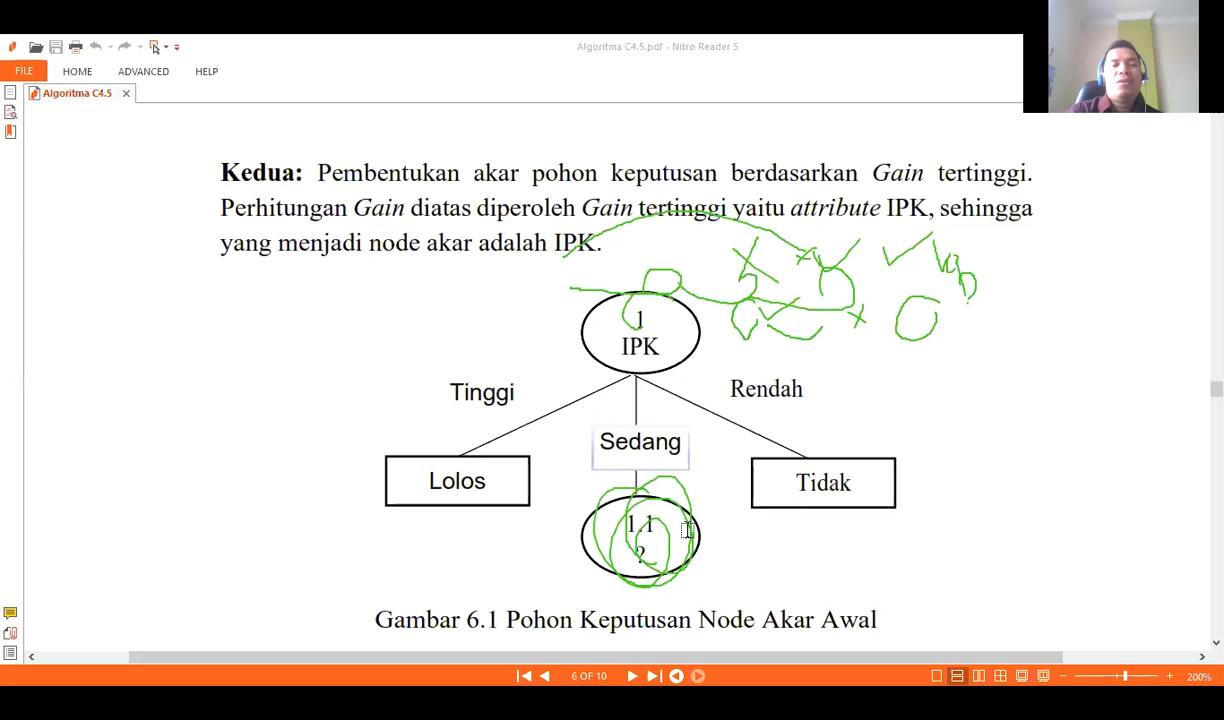 Algoritma C4.5.pdf - Nitro Reader 5
FILE HOME ADVANCED HELP
Algoritma C4.5
Kedua: Pembentukan akar pohon keputusan berdasarkan Gain tertinggi.
Perhitungan Gain diatas diperoleh Gain tertinggi yaitu attribute IPK, sehingga
yang menjadi node akar adalah IPK.
1
IPK
Tinggi
Rendah
Sedang
Lolos
Tidak
1.1
?
Gambar 6.1 Pohon Keputusan Node Akar Awal
6 OF 10
200%